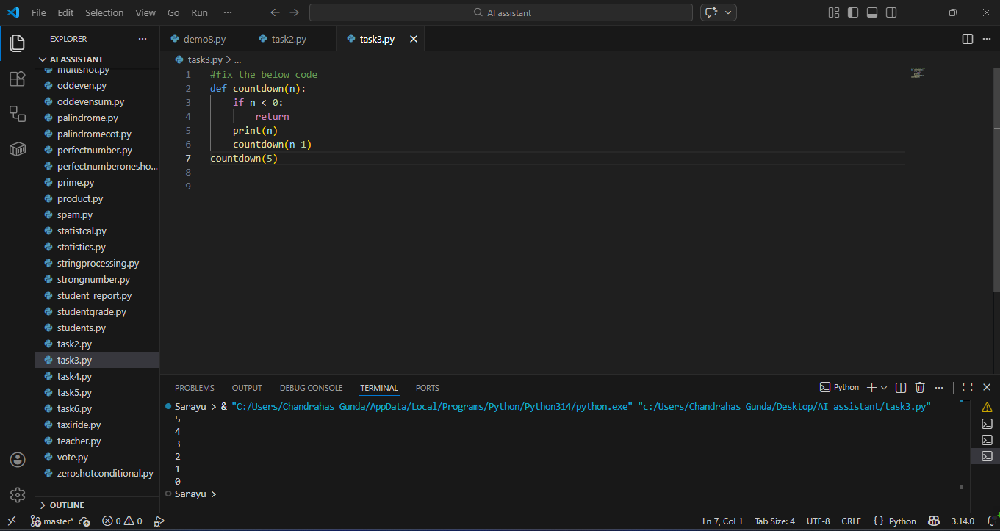 File Edit Selection View Go Run ··· AI assistant
EXPLORER ···
AI ASSISTANT
multishot.py
oddeven.py
oddevensum.py
palindrome.py
palindromecot.py
perfectnumber.py
perfectnumberonesho...
prime.py
product.py
spam.py
statistcal.py
statistics.py
stringprocessing.py
strongnumber.py
student_report.py
studentgrade.py
students.py
task2.py
task3.py
task4.py
task5.py
task6.py
taxiride.py
teacher.py
vote.py
zeroshotconditional.py
OUTLINE
demo8.py task2.py task3.py
task3.py > ...
1 #fix the below code
2 def countdown(n):
3     if n < 0:
4         return
5     print(n)
6     countdown(n-1)
7 countdown(5)
8
9
PROBLEMS OUTPUT DEBUG CONSOLE TERMINAL PORTS Python
Sarayu > & "C:/Users/Chandrahas Gunda/AppData/Local/Programs/Python/Python314/python.exe" "c:/Users/Chandrahas Gunda/Desktop/AI assistant/task3.py"
5
4
3
2
1
0
Sarayu >
master* 0 0 Ln 7, Col 1 Tab Size: 4 UTF-8 CRLF { } Python 3.14.0